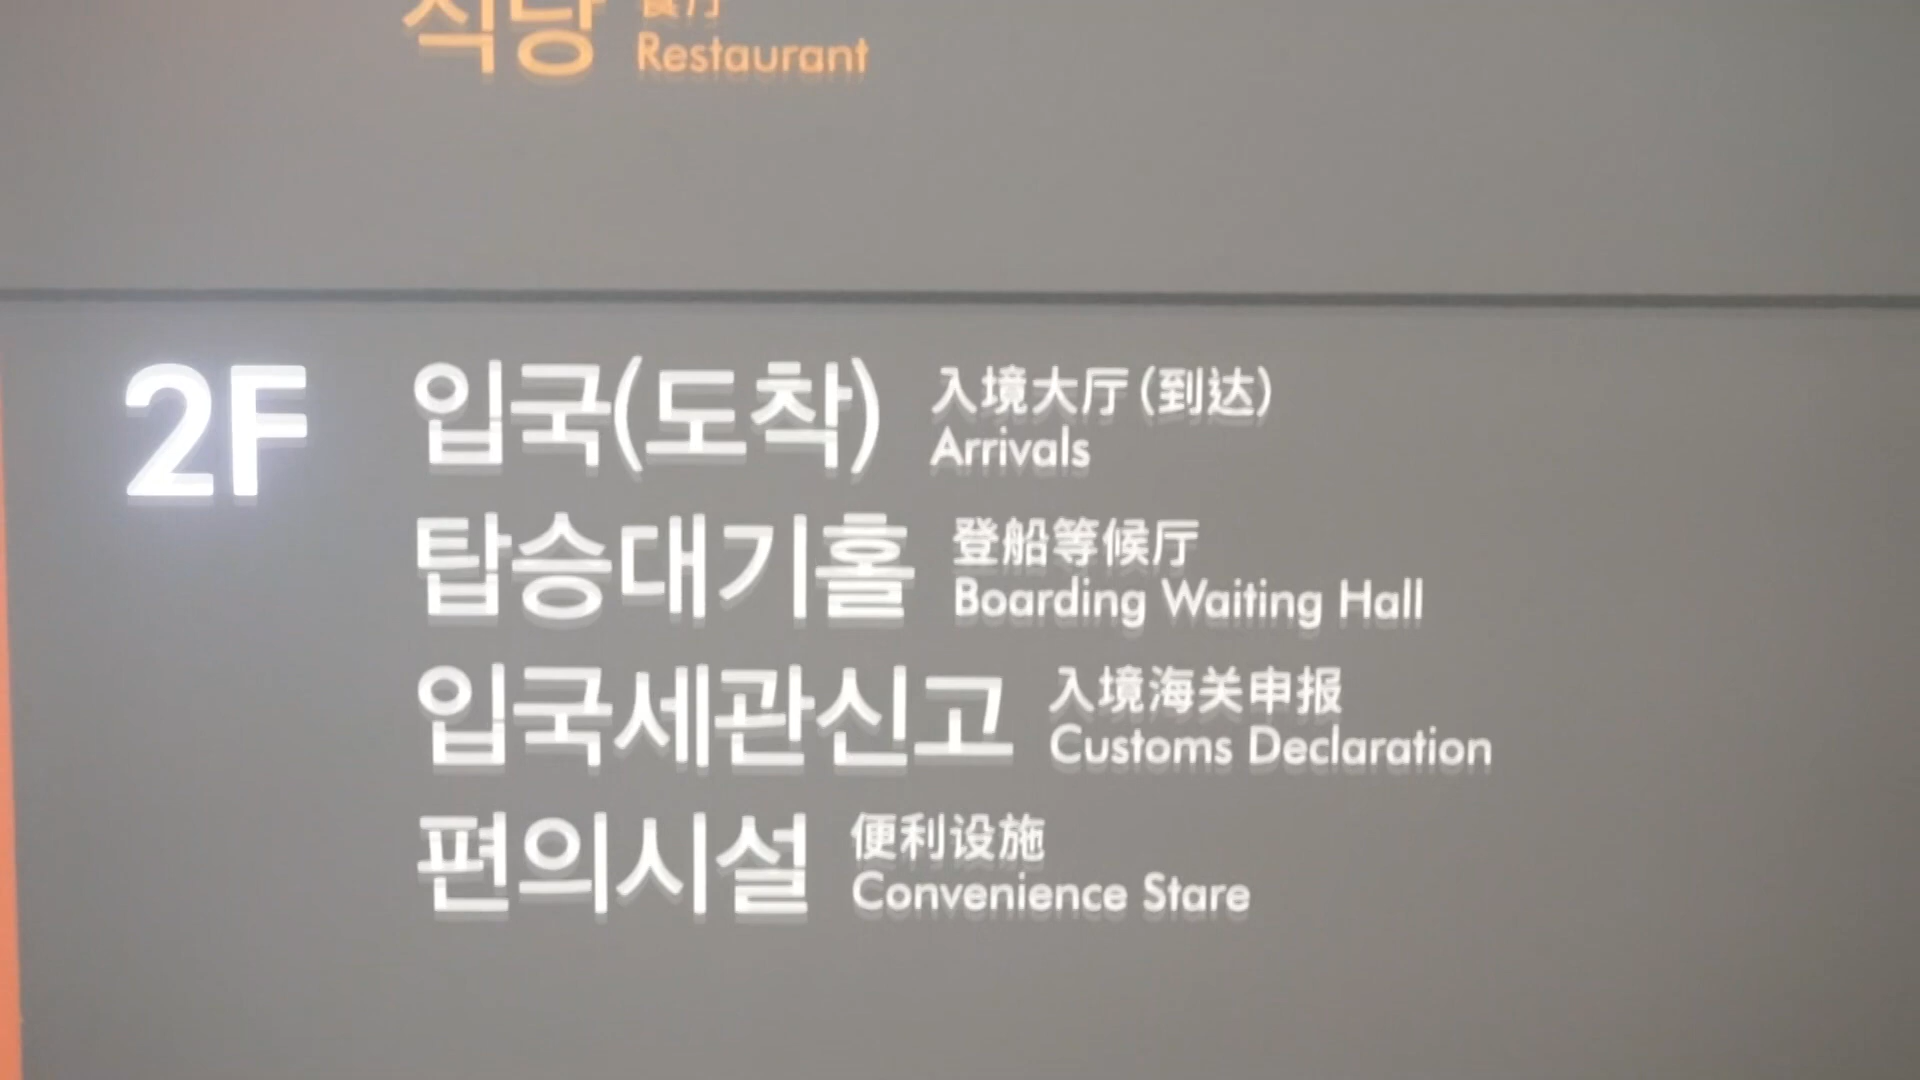 식당
Restaurant
2F
입국(도착)
入境大厅(到达)
Arrivals
탑승대기홀
登船等候厅
Boarding Waiting Hall
입국세관신고
入境海关申报
Customs Declaration
편의시설
便利设施
Convenience Stare